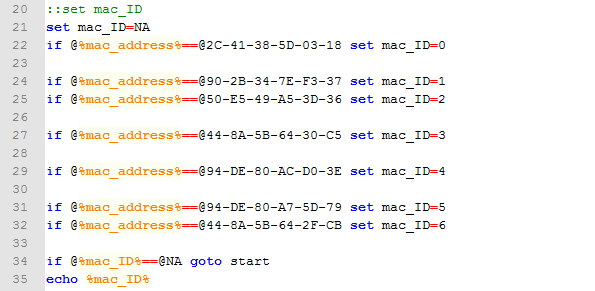 20 ::set mac_ID
21 set mac_ID=NA
22 if @%mac_address%==@2C-41-38-5D-03-18 set mac_ID=0
23
24 if @%mac_address%==@90-2B-34-7E-F3-37 set mac_ID=1
25 if @%mac_address%==@50-E5-49-A5-3D-36 set mac_ID=2
26
27 if @%mac_address%==@44-8A-5B-64-30-C5 set mac_ID=3
28
29 if @%mac_address%==@94-DE-80-AC-D0-3E set mac_ID=4
30
31 if @%mac_address%==@94-DE-80-A7-5D-79 set mac_ID=5
32 if @%mac_address%==@44-8A-5B-64-2F-CB set mac_ID=6
33
34 if @%mac_ID%==@NA goto start
35 echo %mac_ID%